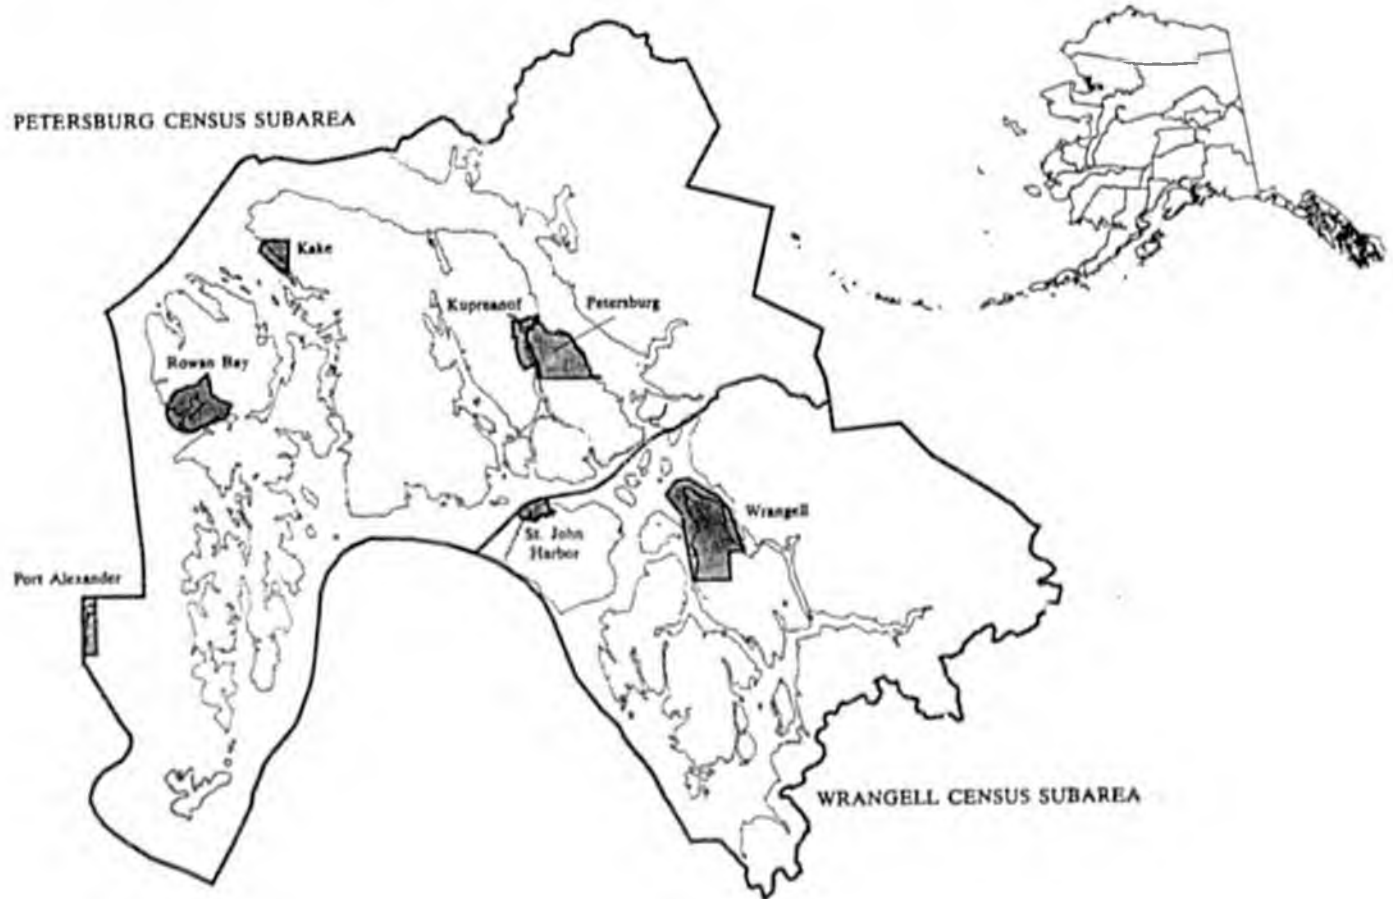 PETERSBURG CENSUS SUBAREA
Kake
Kupreanof
Petersburg
Rowan Bay
Wrangell
St. John
Harbor
Port Alexander
WRANGELL CENSUS SUBAREA